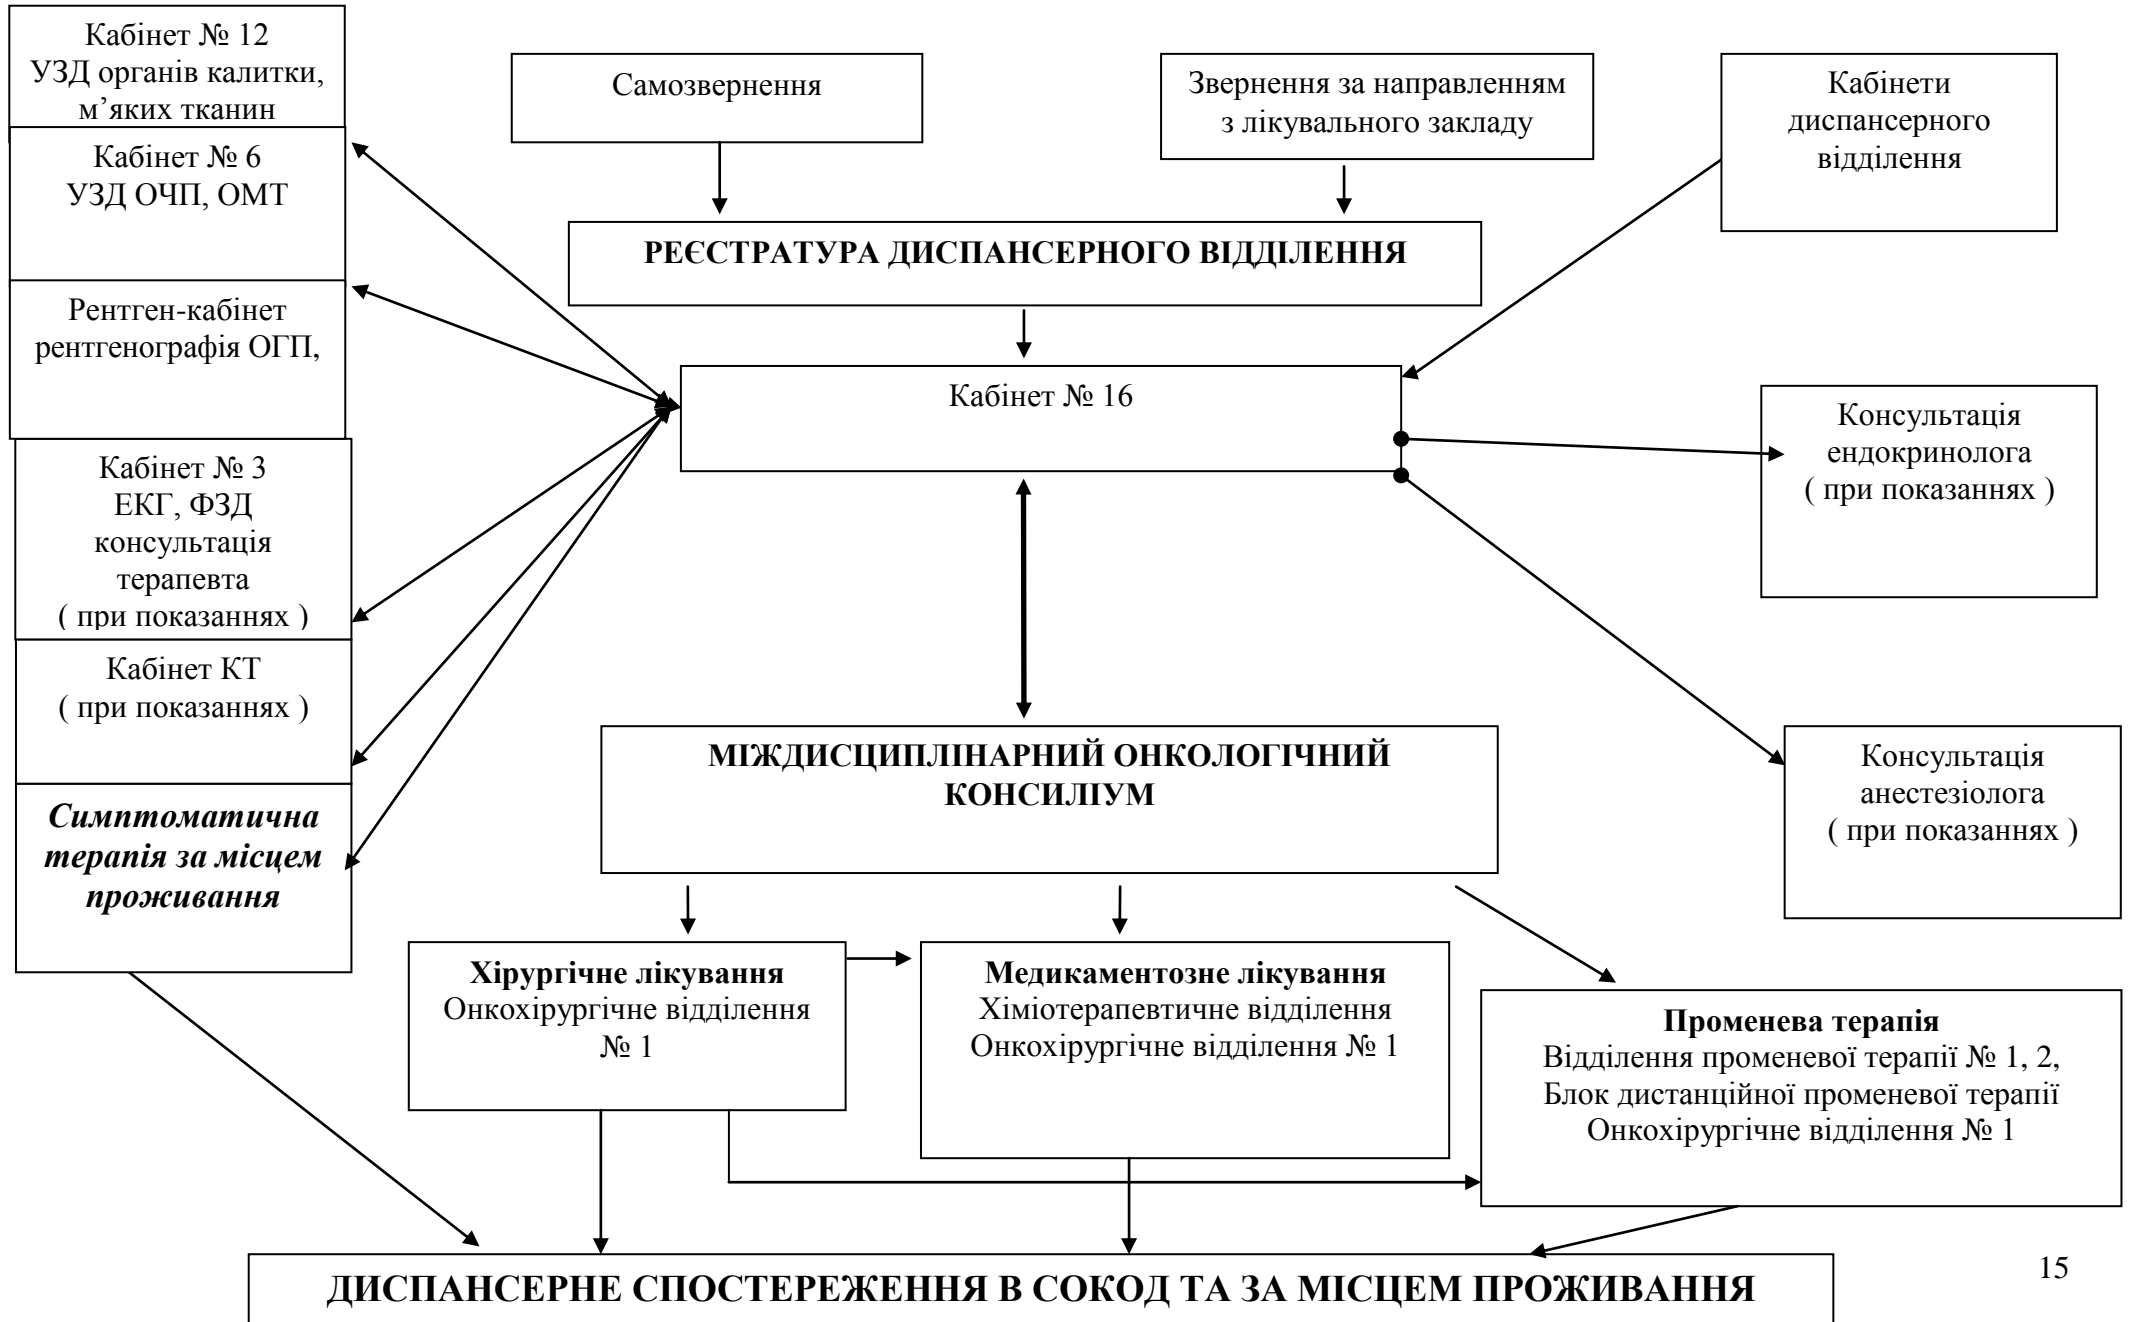 Кабінет № 12
УЗД органів калитки,
м’яких тканин
Кабінет № 6
УЗД ОЧП, ОМТ
Рентген-кабінет
рентгенографія ОГП,
Кабінет № 3
ЕКГ, ФЗД
консультація
терапевта
( при показаннях )
Кабінет КТ
( при показаннях )
Симптоматична
терапія за місцем
проживання
Самозвернення
Звернення за направленням
з лікувального закладу
Кабінети
диспансерного
відділення
РЕЄСТРАТУРА ДИСПАНСЕРНОГО ВІДДІЛЕННЯ
Кабінет № 16
Консультація
ендокринолога
( при показаннях )
МІЖДИСЦИПЛІНАРНИЙ ОНКОЛОГІЧНИЙ
КОНСИЛІУМ
Консультація
анестезіолога
( при показаннях )
Хірургічне лікування
Онкохірургічне відділення
№ 1
Медикаментозне лікування
Хіміотерапевтичне відділення
Онкохірургічне відділення № 1
Променева терапія
Відділення променевої терапії № 1, 2,
Блок дистанційної променевої терапії
Онкохірургічне відділення № 1
ДИСПАНСЕРНЕ СПОСТЕРЕЖЕННЯ В СОКОД ТА ЗА МІСЦЕМ ПРОЖИВАННЯ
15